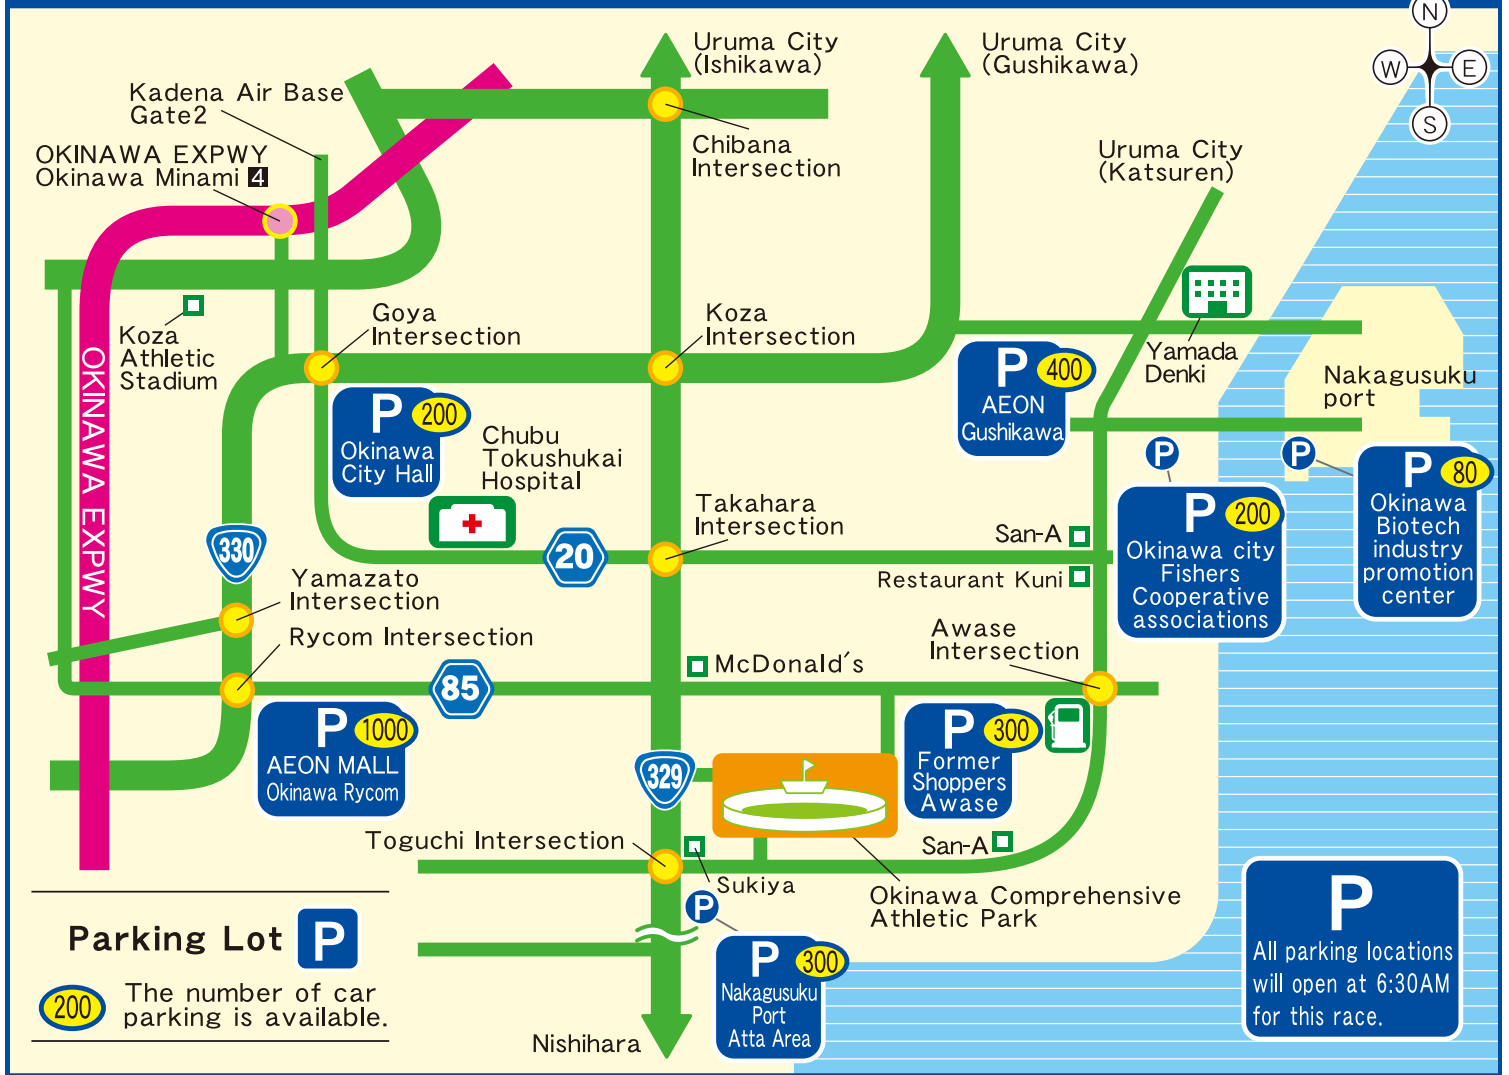 N
W
E
S
Uruma City
(Ishikawa)
Uruma City
(Gushikawa)
Kadena Air Base
Gate2
OKINAWA EXPWY
Okinawa Minami 4
Chibana
Intersection
Uruma City
(Katsuren)
Koza
Athletic
Stadium
Goya
Intersection
Koza
Intersection
Yamada
Denki
Nakagusuku
port
OKINAWA EXPWY
P 200
Okinawa
City Hall
P 400
AEON
Gushikawa
Chubu
Tokushukai
Hospital
P
P
P 80
Okinawa
Biotech
industry
promotion
center
P 200
Okinawa city
Fishers
Cooperative
associations
330
20
Takahara
Intersection
San-A
Restaurant Kuni
Yamazato
Intersection
Rycom Intersection
85
McDonald's
Awase
Intersection
P 1000
AEON MALL
Okinawa Rycom
329
P 300
Former
Shoppers
Awase
Toguchi Intersection
San-A
Sukiya
Okinawa Comprehensive
Athletic Park
P
P 300
Nakagusuku
Port
Atta Area
Nishihara
Parking Lot P
200
The number of car
parking is available.
P
All parking locations
will open at 6:30AM
for this race.